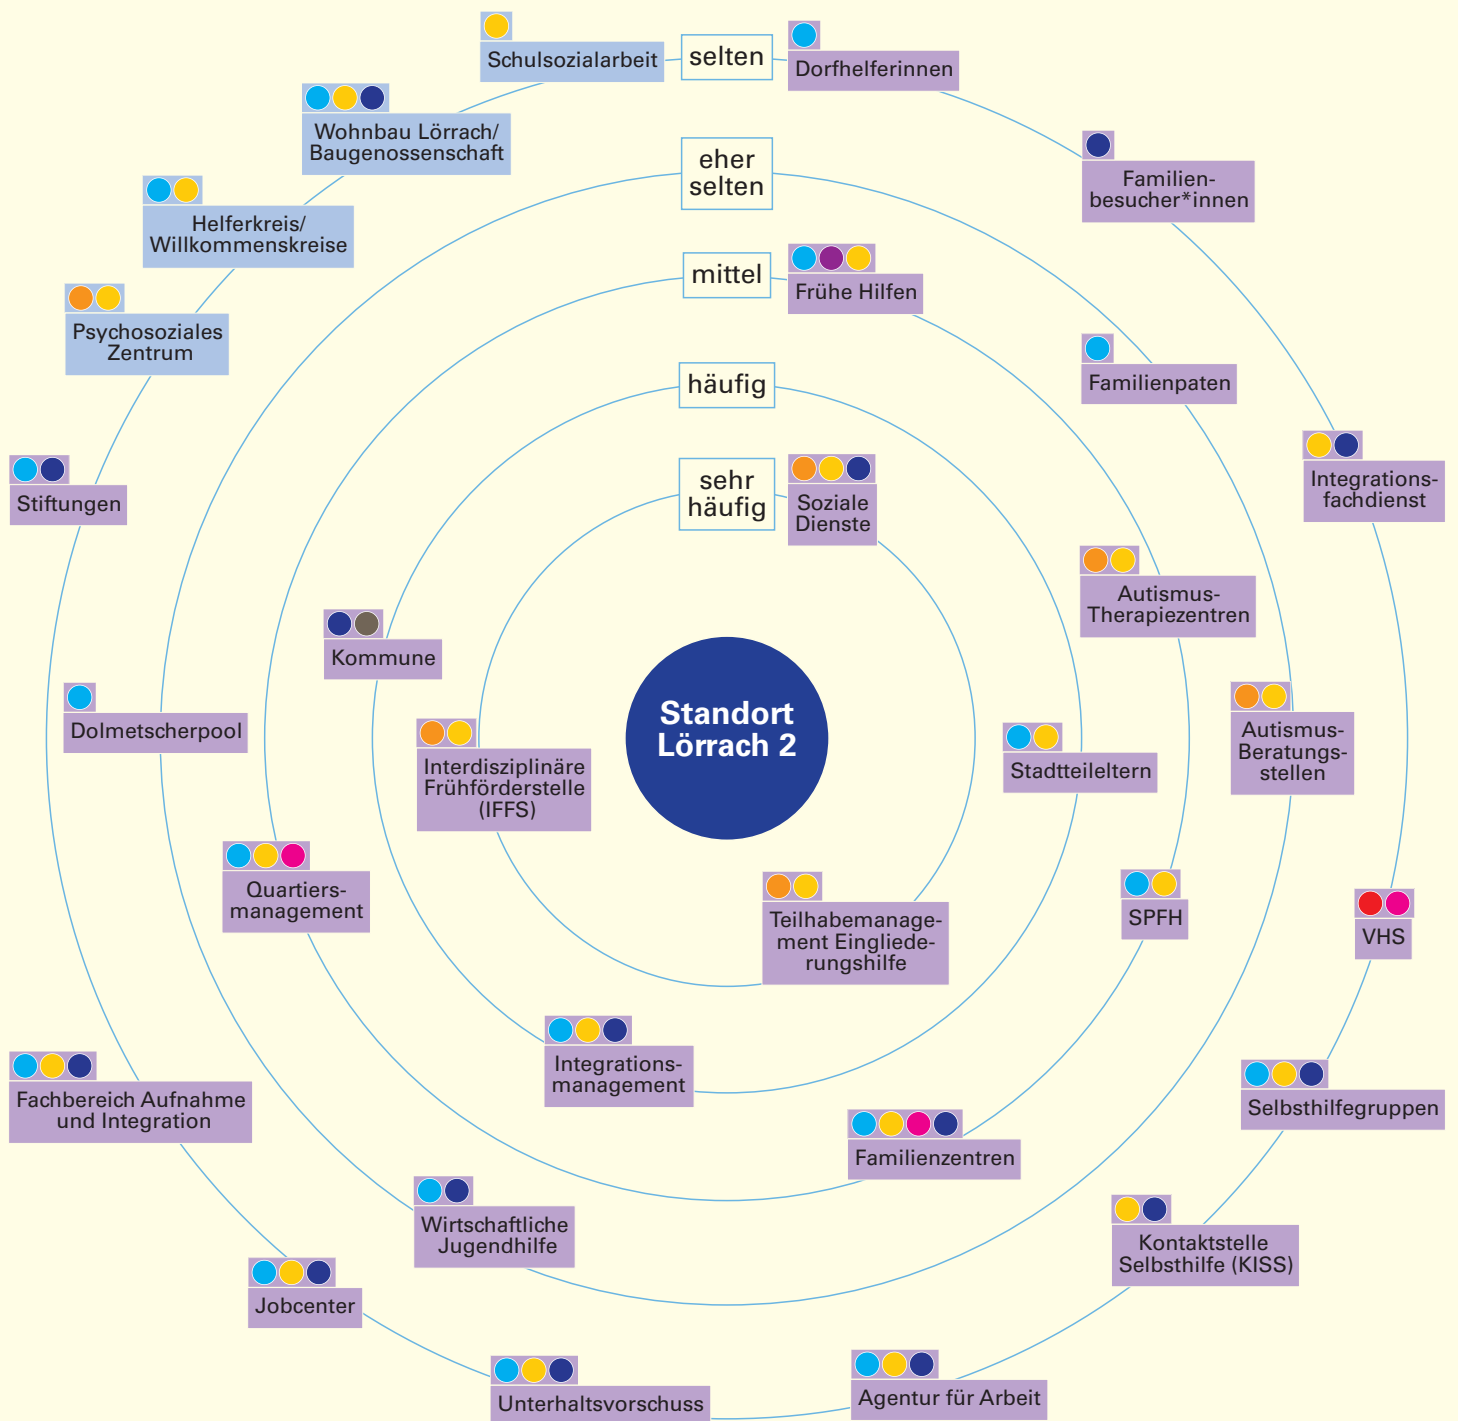 Schulsozialarbeit
selten
Dorfhelferinnen
Wohnbau Lörrach/
Baugenossenschaft
eher
selten
Familien-
besucher*innen
Helferkreis/
Willkommenskreise
mittel
Frühe Hilfen
Psychosoziales
Zentrum
häufig
Familienpaten
Stiftungen
sehr
häufig
Soziale
Dienste
Integrations-
fachdienst
Autismus-
Therapiezentren
Kommune
Standort
Lörrach 2
Dolmetscherpool
Interdisziplinäre
Frühförderstelle
(IFFS)
Stadtteileltern
Autismus-
Beratungs-
stellen
Quartiers-
management
Teilhabemanage-
ment Eingliede-
rungshilfe
SPFH
VHS
Integrations-
management
Fachbereich Aufnahme
und Integration
Selbsthilfegruppen
Familienzentren
Wirtschaftliche
Jugendhilfe
Kontaktstelle
Selbsthilfe (KISS)
Jobcenter
Unterhaltsvorschuss
Agentur für Arbeit